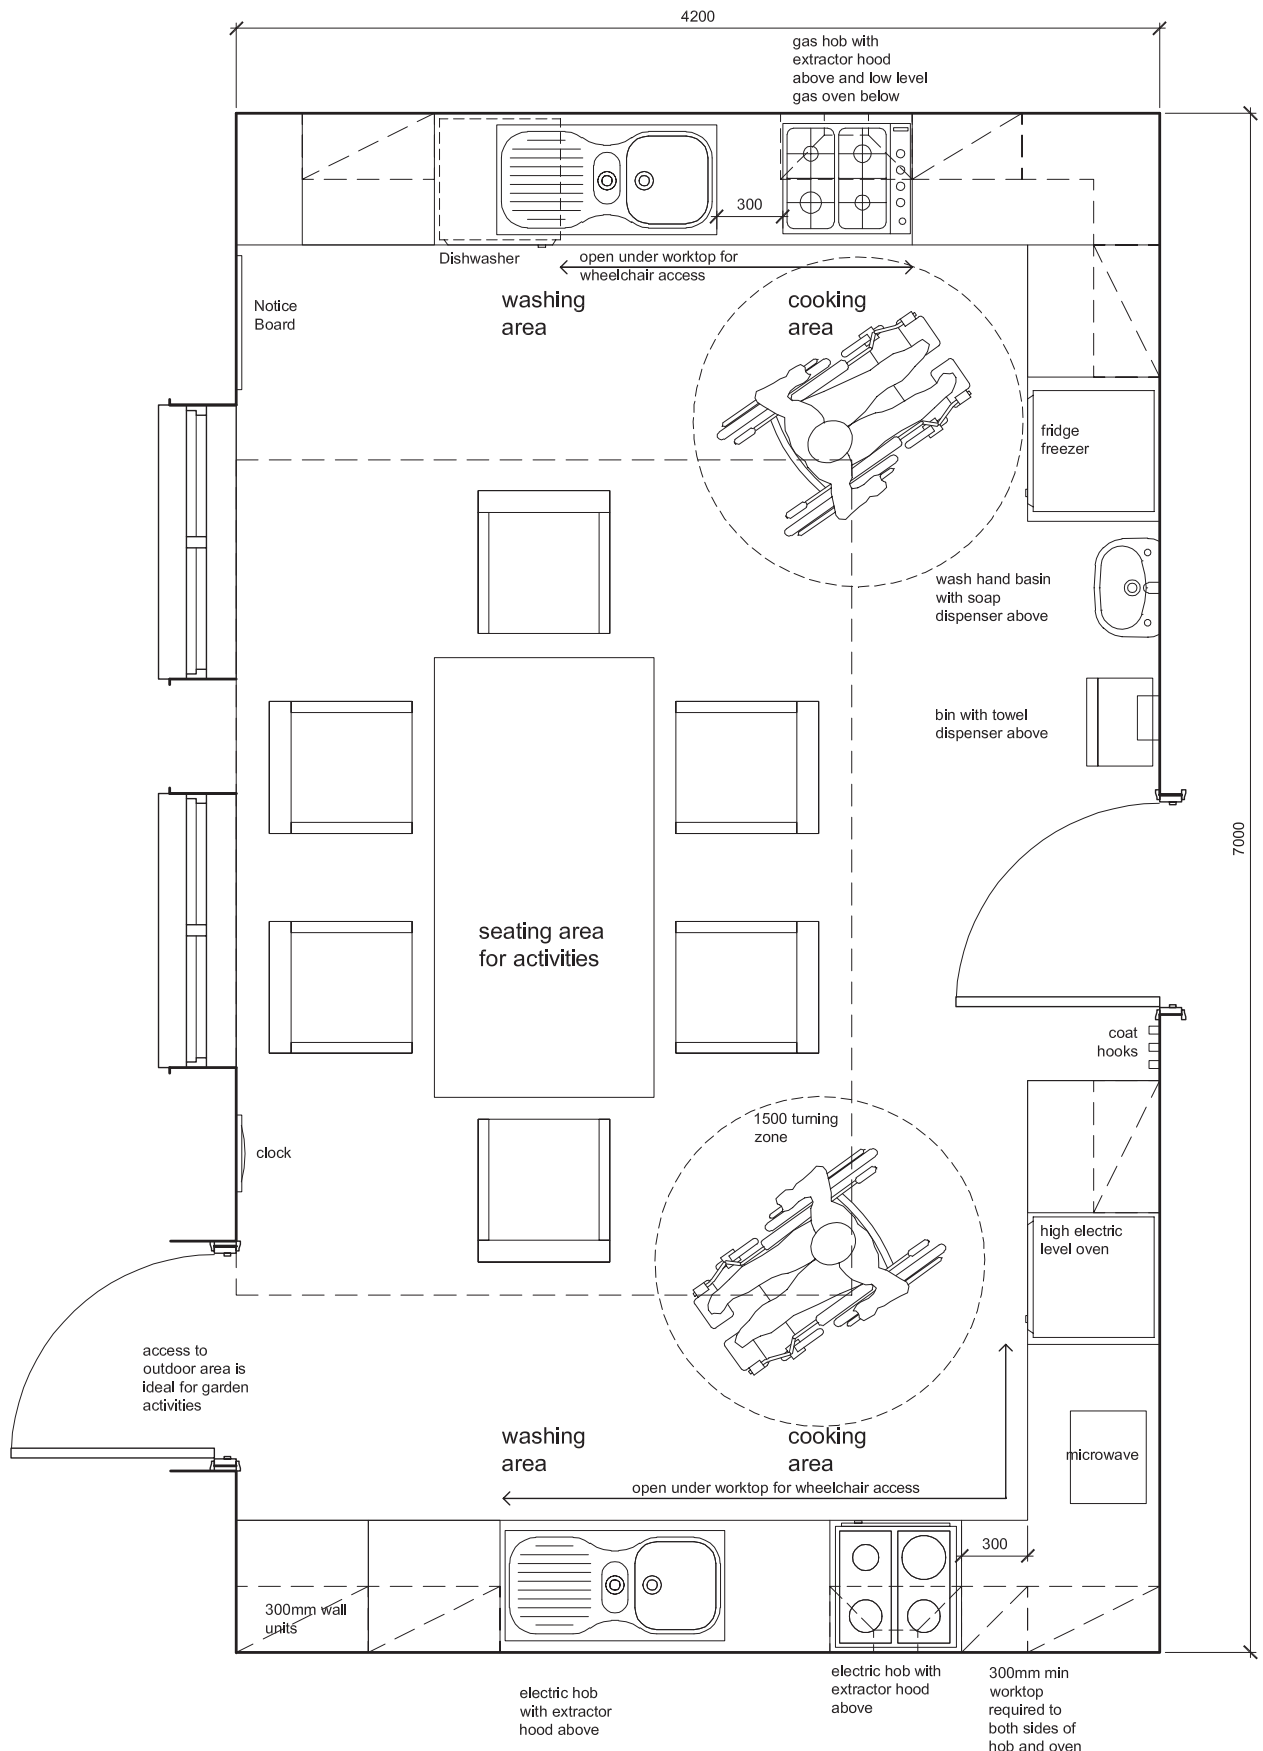 4200
gas hob with
extractor hood
above and low level
gas oven below
300
Dishwasher
open under worktop for
wheelchair access
washing
area
cooking
area
Notice
Board
fridge
freezer
wash hand basin
with soap
dispenser above
bin with towel
dispenser above
7000
seating area
for activities
coat
hooks
1500 turning
zone
clock
high electric
level oven
access to
outdoor area is
ideal for garden
activities
washing
area
cooking
area
microwave
open under worktop for wheelchair access
300
300mm wall
units
electric hob
with extractor
hood above
electric hob with
extractor hood
above
300mm min
worktop
required to
both sides of
hob and oven